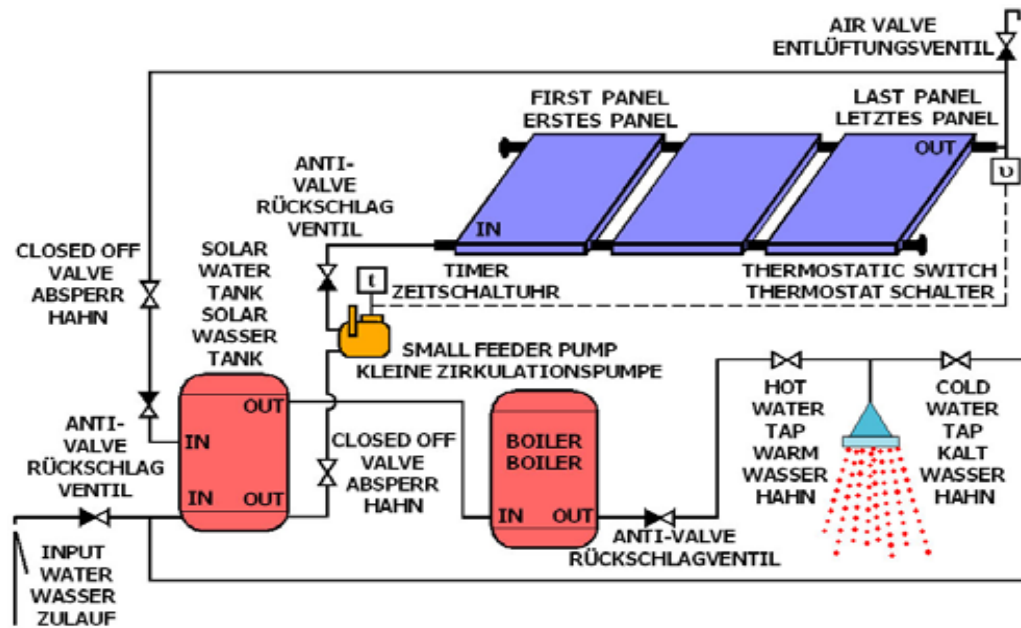 AIR VALVE
ENTLÜFTUNGSVENTIL
FIRST PANEL
ERSTES PANEL
LAST PANEL
LETZTES PANEL
OUT
IN
ʋ
ANTI-
VALVE
RÜCKSCHLAG
VENTIL
CLOSED OFF
VALVE
ABSPERR
HAHN
SOLAR
WATER
TANK
SOLAR
WASSER
TANK
TIMER
ZEITSCHALTUHR
t
THERMOSTATIC SWITCH
THERMOSTAT SCHALTER
SMALL FEEDER PUMP
KLEINE ZIRKULATIONSPUMPE
OUT
IN
IN
OUT
ANTI-
VALVE
RÜCKSCHLAG
VENTIL
CLOSED OFF
VALVE
ABSPERR
HAHN
BOILER
BOILER
IN
OUT
HOT
WATER
TAP
WARM
WASSER
HAHN
COLD
WATER
TAP
KALT
WASSER
HAHN
ANTI-VALVE
RÜCKSCHLAGVENTIL
INPUT
WATER
WASSER
ZULAUF